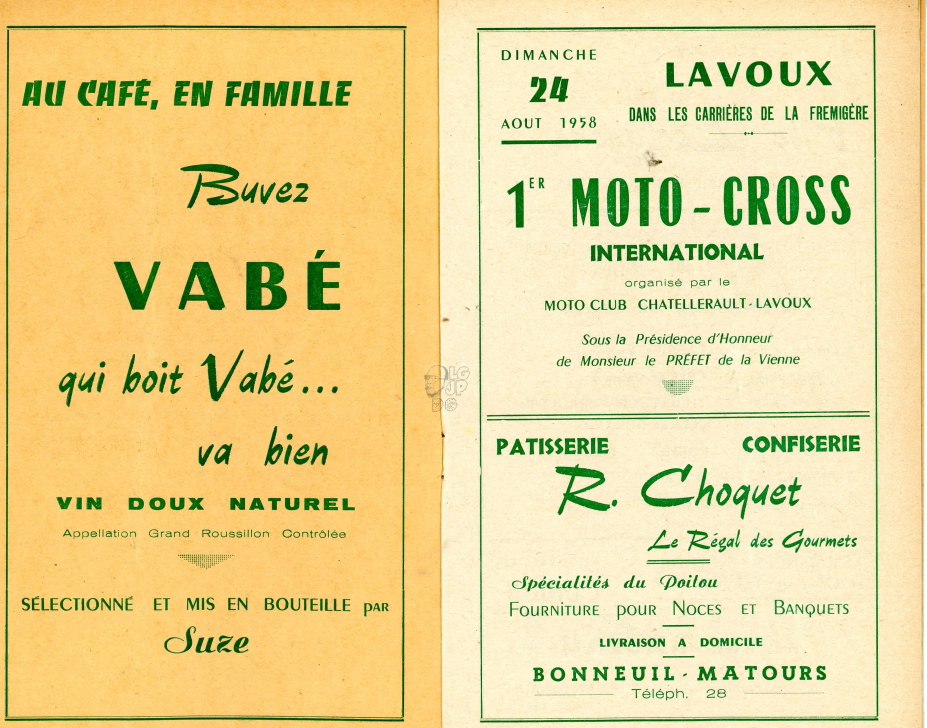 AU CAFÉ, EN FAMILLE
Buvez
VABÉ
qui boit Vabé...
va bien
VIN DOUX NATUREL
Appellation Grand Roussillon Contrôlée
SÉLECTIONNÉ ET MIS EN BOUTEILLE PAR
Suze
DIMANCHE
24
AOUT 1958
LAVOUX
DANS LES CARRIÈRES DE LA FREMIGÈRE
1ER MOTO-CROSS
INTERNATIONAL
organisé par le
MOTO CLUB CHATELLERAULT-LAVOUX
Sous la Présidence d'Honneur
de Monsieur le PRÉFET de la Vienne
PATISSERIE CONFISERIE
R. Choquet
Le Régal des Gourmets
Spécialités du Poitou
FOURNITURE POUR NOCES ET BANQUETS
LIVRAISON A DOMICILE
BONNEUIL-MATOURS
Téléph. 28
LG
JP
DG